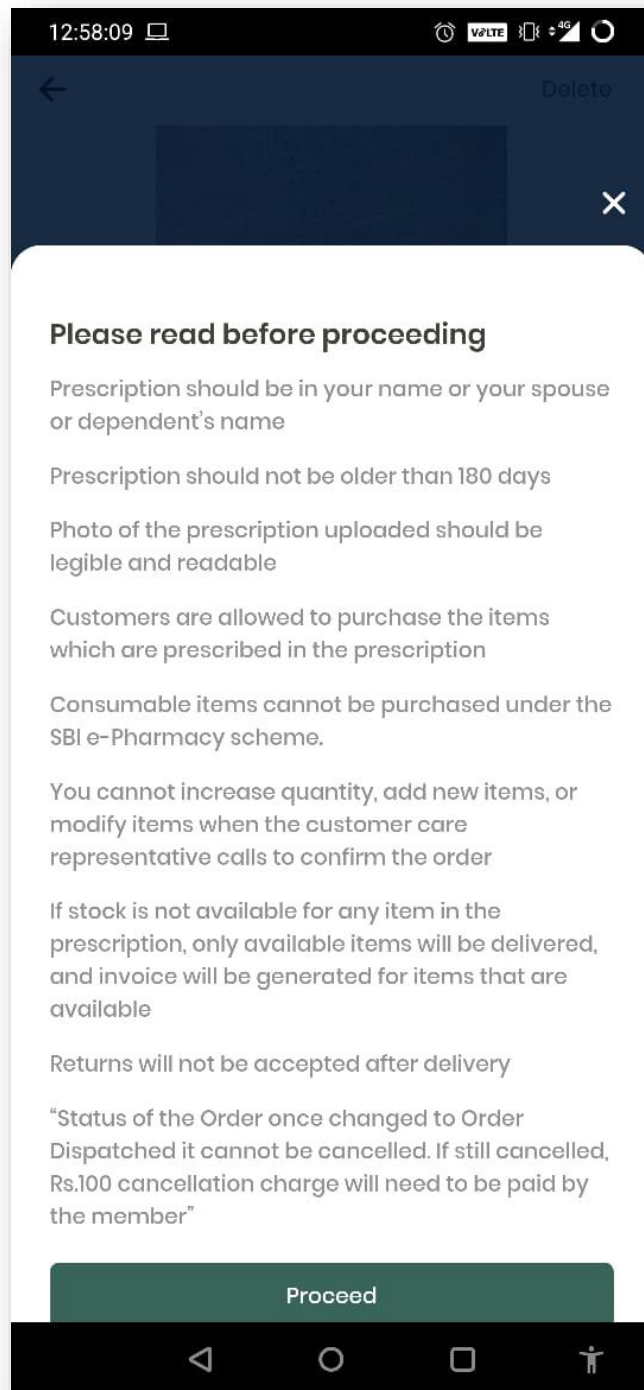 12:58:09
VoLTE
4G
Delete
Please read before proceeding
Prescription should be in your name or your spouse
or dependent’s name
Prescription should not be older than 180 days
Photo of the prescription uploaded should be
legible and readable
Customers are allowed to purchase the items
which are prescribed in the prescription
Consumable items cannot be purchased under the
SBI e-Pharmacy scheme.
You cannot increase quantity, add new items, or
modify items when the customer care
representative calls to confirm the order
If stock is not available for any item in the
prescription, only available items will be delivered,
and invoice will be generated for items that are
available
Returns will not be accepted after delivery
“Status of the Order once changed to Order
Dispatched it cannot be cancelled. If still cancelled,
Rs.100 cancellation charge will need to be paid by
the member”
Proceed